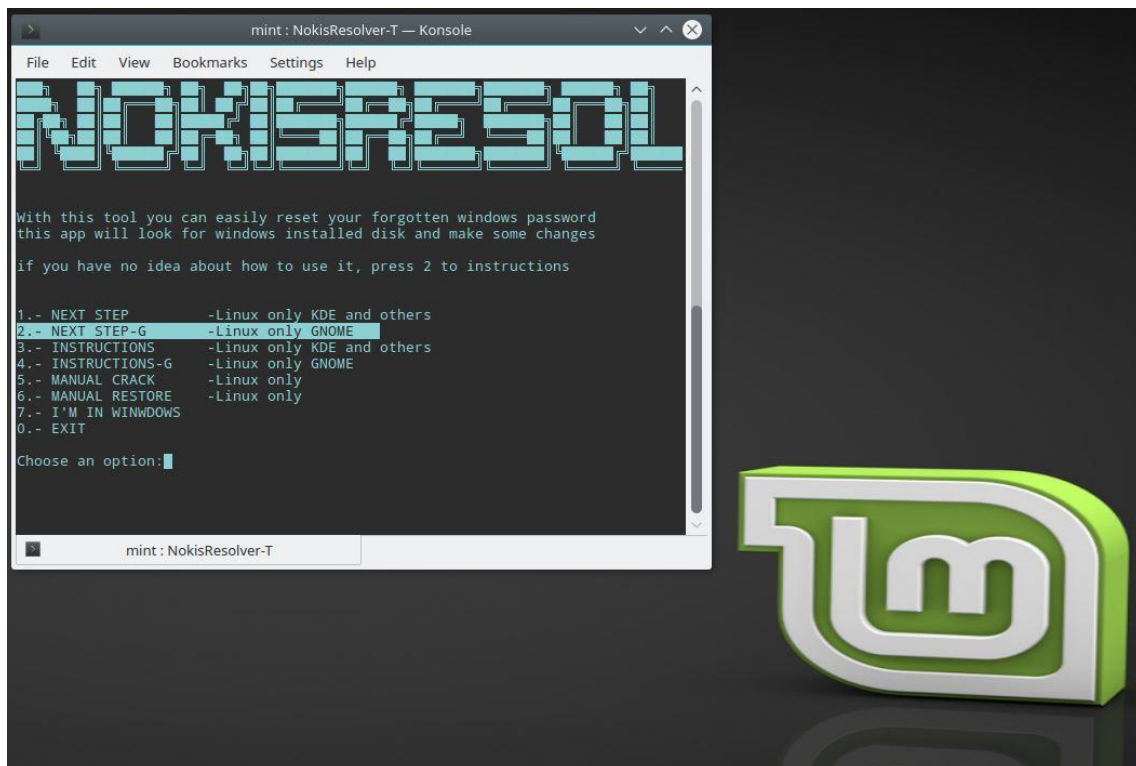 mint : NokisResolver-T — Konsole
File Edit View Bookmarks Settings Help
NOKISRESOL
With this tool you can easily reset your forgotten windows password
this app will look for windows installed disk and make some changes
if you have no idea about how to use it, press 2 to instructions
1.- NEXT STEP -Linux only KDE and others
2.- NEXT STEP-G -Linux only GNOME
3.- INSTRUCTIONS -Linux only KDE and others
4.- INSTRUCTIONS-G -Linux only GNOME
5.- MANUAL CRACK -Linux only
6.- MANUAL RESTORE -Linux only
7.- I'M IN WINWDOWS
0.- EXIT
Choose an option:
mint : NokisResolver-T
lm